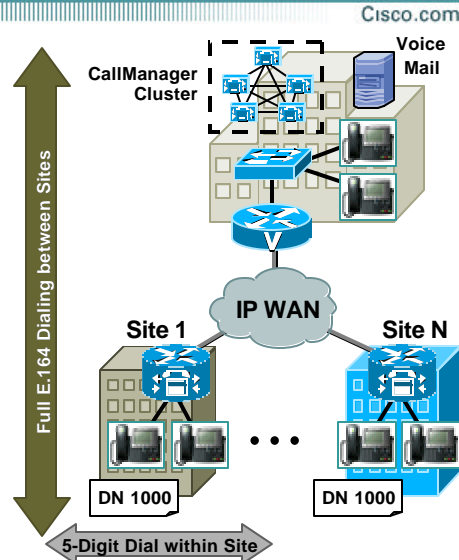 Cisco.com
Voice
Mail
CallManager
Cluster
Full E.164 Dialing between Sites
V
IP WAN
Site 1
Site N
• • •
DN 1000
DN 1000
5-Digit Dial within Site